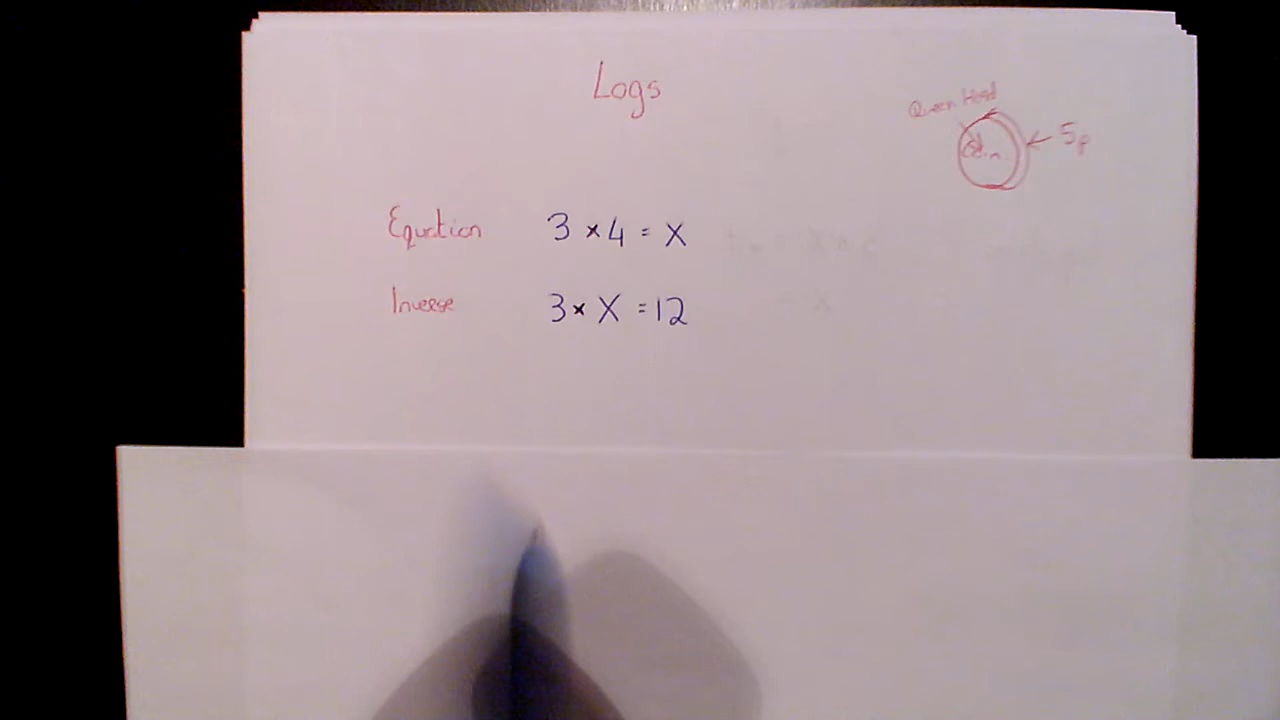 Logs
Queen Head
5p
Equation 3 × 4 = X
Inverse 3 × X = 12